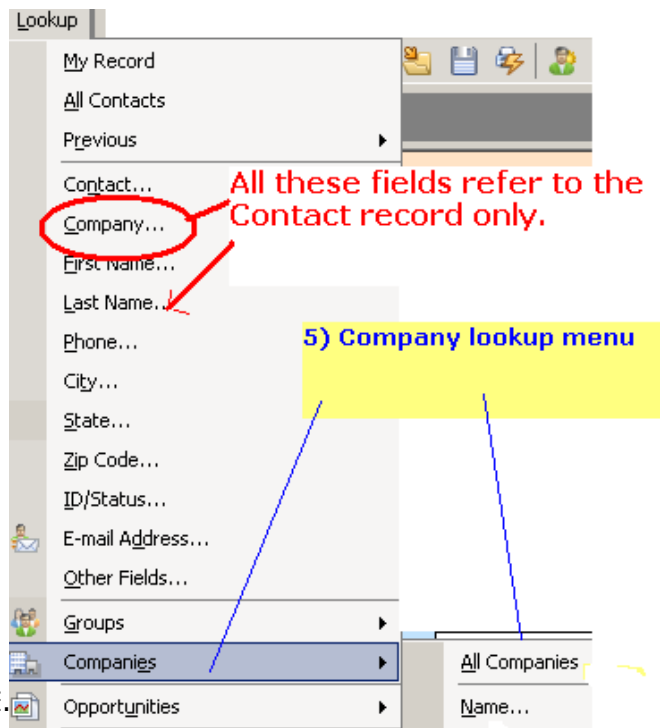 Lookup
My Record
All Contacts
Previous
Contact...
All these fields refer to the
Company...
Contact record only.
First Name...
Last Name...
Phone...
5) Company lookup menu
City...
State...
Zip Code...
ID/Status...
E-mail Address...
Other Fields...
Groups
Companies
All Companies
Opportunities
Name...